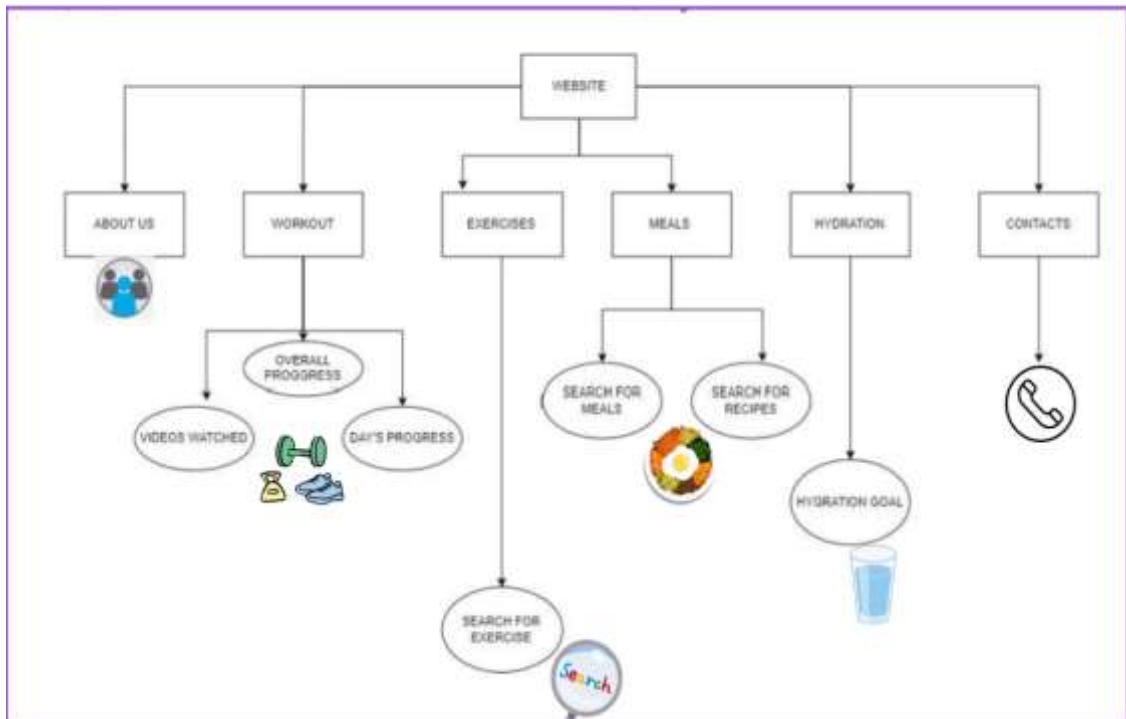 WEBSITE
ABOUT US
WORKOUT
EXERCISES
MEALS
HYDRATION
CONTACTS
OVERALL
PROGGRESS
VIDEOS WATCHED
DAY'S PROGRESS
SEARCH FOR
MEALS
SEARCH FOR
RECIPES
HYDRATION GOAL
SEARCH FOR
EXERCISE
Search